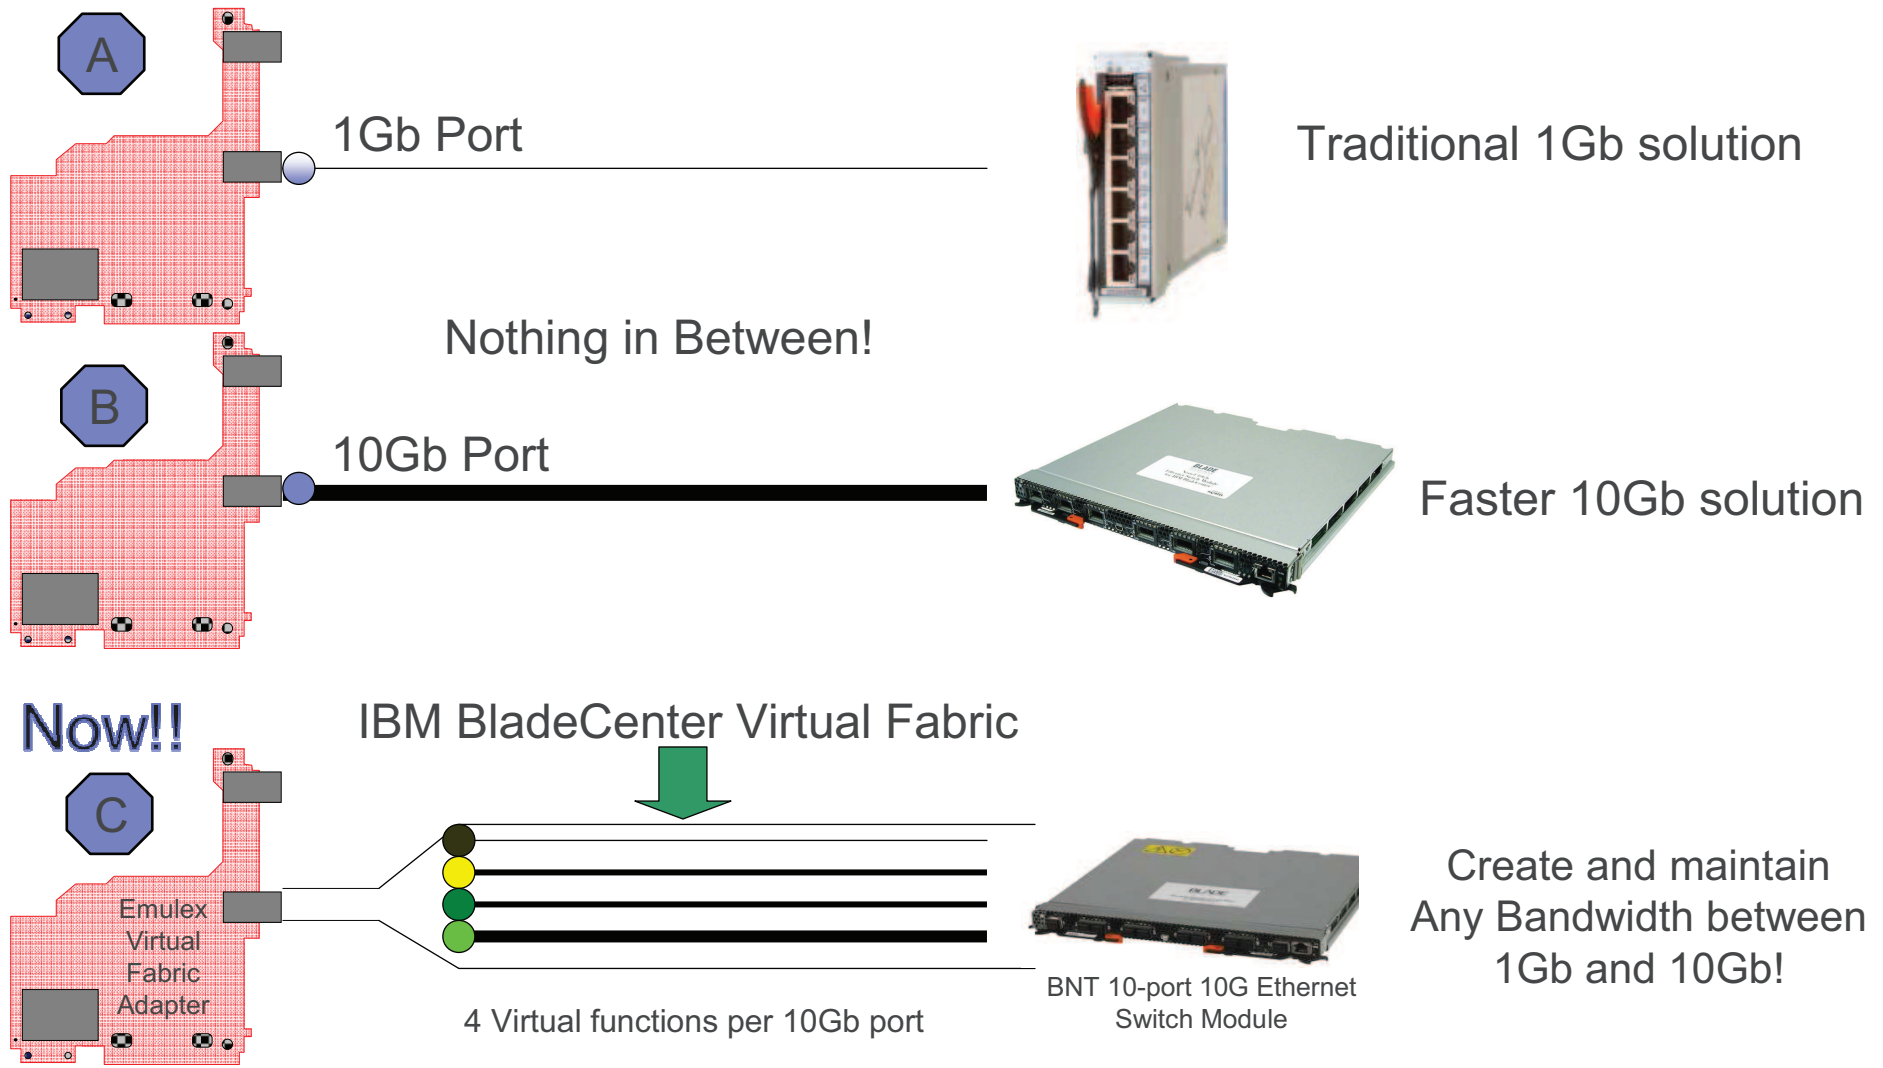 A
1Gb Port
Traditional 1Gb solution
Nothing in Between!
B
10Gb Port
BLADE
Faster 10Gb solution
Now!!
IBM BladeCenter Virtual Fabric
C
Emulex
Virtual
Fabric
Adapter
BLADE
4 Virtual functions per 10Gb port
BNT 10-port 10G Ethernet
Switch Module
Create and maintain
Any Bandwidth between
1Gb and 10Gb!